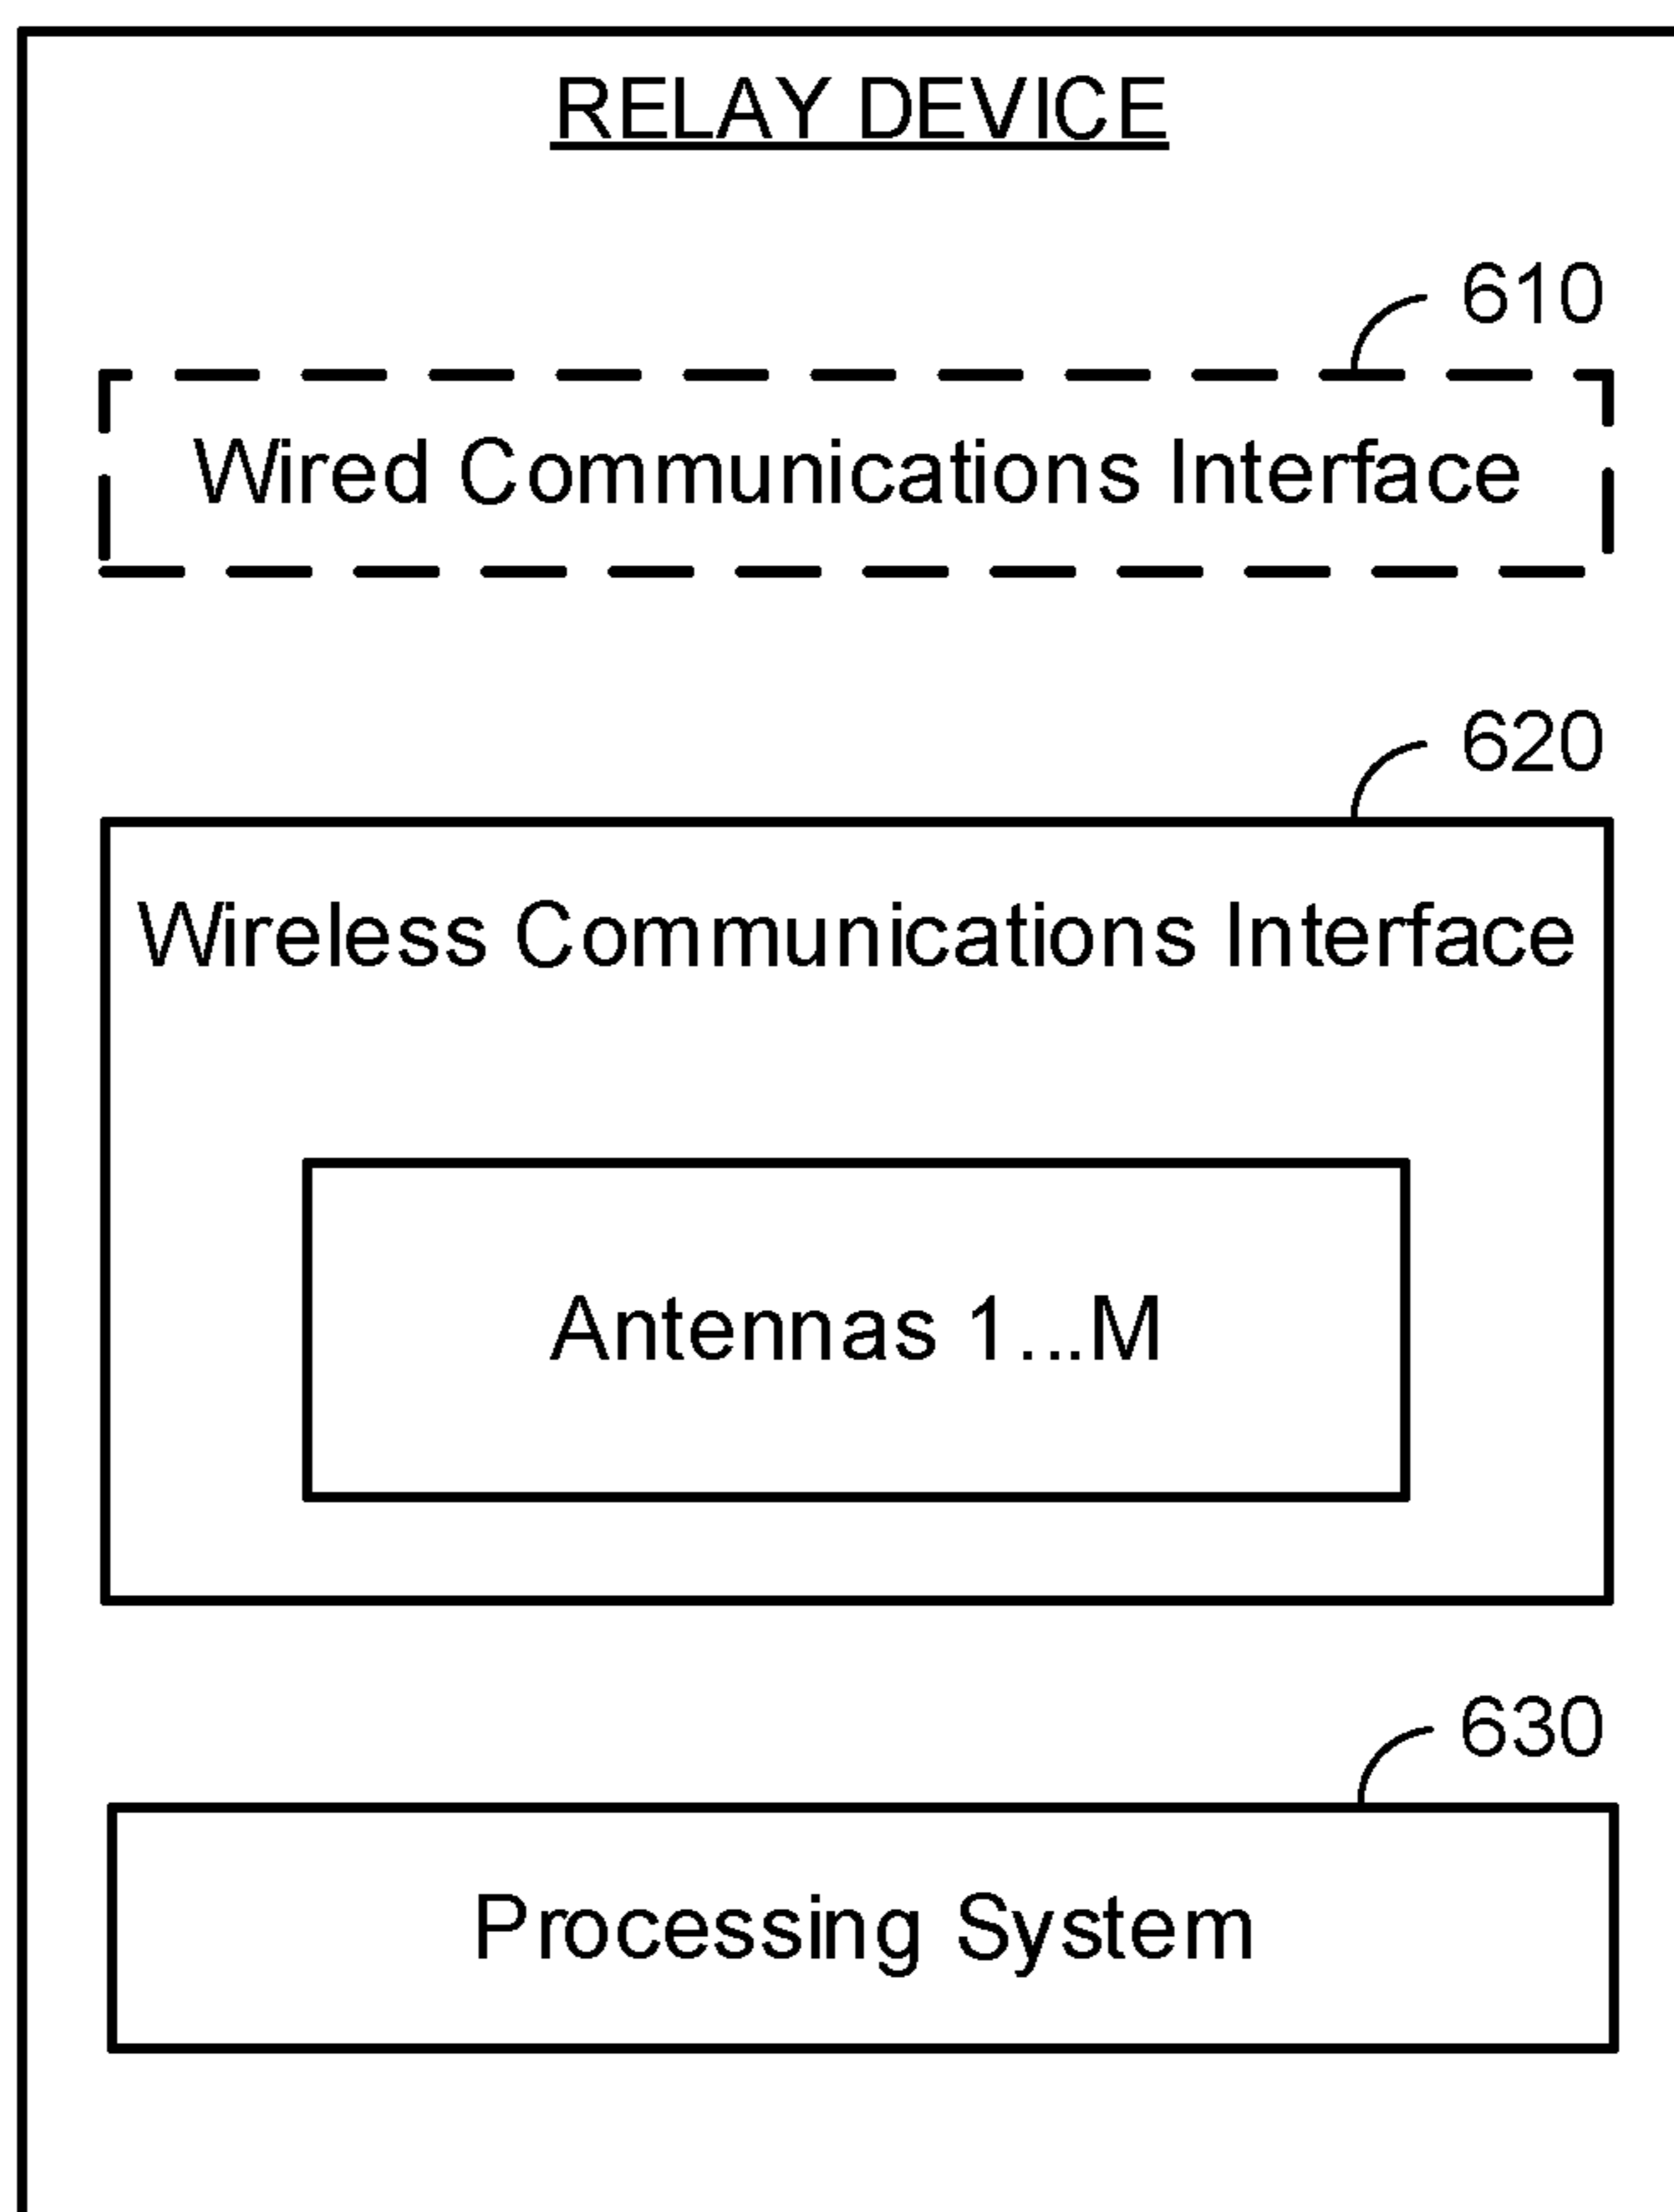 RELAY DEVICE
610
Wired Communications Interface
620
Wireless Communications Interface
Antennas 1...M
630
Processing System